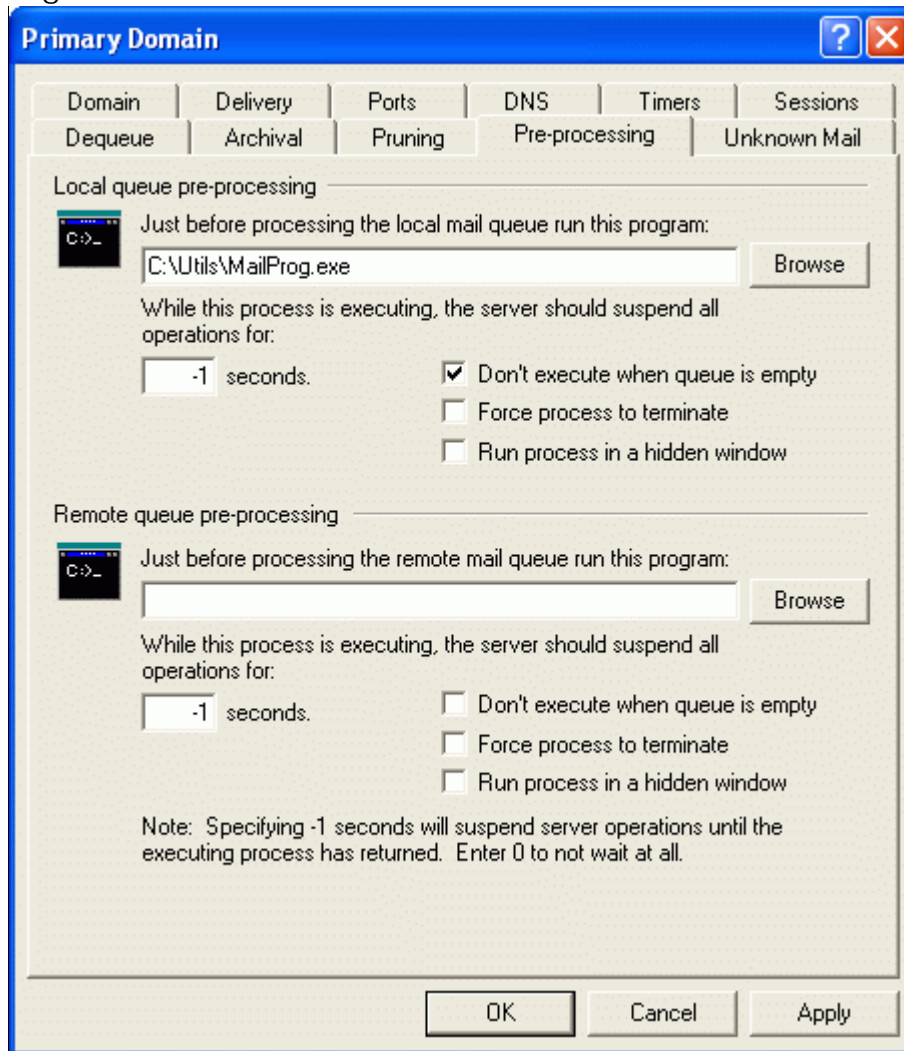 Primary Domain
Domain Delivery Ports DNS Timers Sessions
Dequeue Archival Pruning Pre-processing Unknown Mail
Local queue pre-processing
C:\>_
Just before processing the local mail queue run this program:
C:\Utils\MailProg.exe Browse
While this process is executing, the server should suspend all
operations for:
-1 seconds. Don't execute when queue is empty
Force process to terminate
Run process in a hidden window
Remote queue pre-processing
C:\>_
Just before processing the remote mail queue run this program:
Browse
While this process is executing, the server should suspend all
operations for:
-1 seconds. Don't execute when queue is empty
Force process to terminate
Run process in a hidden window
Note: Specifying -1 seconds will suspend server operations until the
executing process has returned. Enter 0 to not wait at all.
OK Cancel Apply